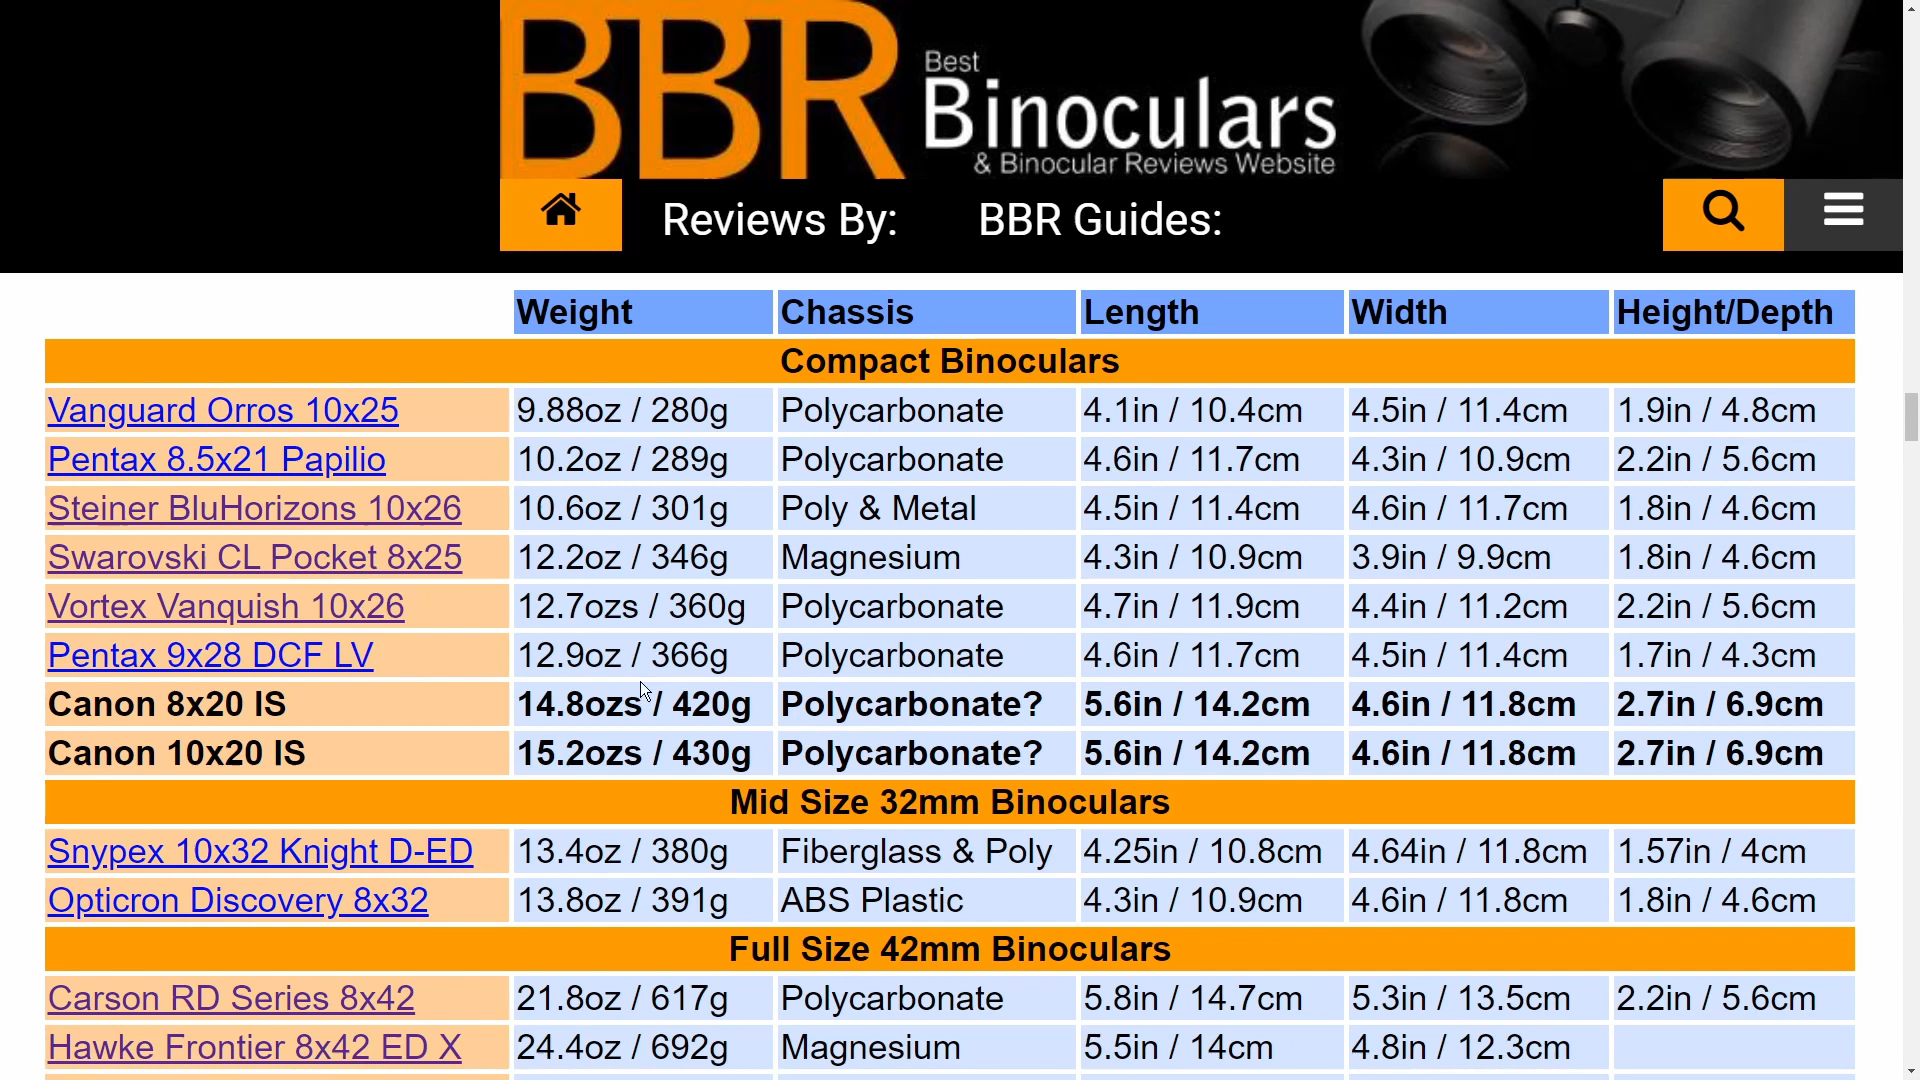 BBR
Best
Binoculars
& Binocular Reviews Website
Reviews By: BBR Guides:
Weight Chassis Length Width Height/Depth
Compact Binoculars
Vanguard Orros 10x25 9.88oz / 280g Polycarbonate 4.1in / 10.4cm 4.5in / 11.4cm 1.9in / 4.8cm
Pentax 8.5x21 Papilio 10.2oz / 289g Polycarbonate 4.6in / 11.7cm 4.3in / 10.9cm 2.2in / 5.6cm
Steiner BluHorizons 10x26 10.6oz / 301g Poly & Metal 4.5in / 11.4cm 4.6in / 11.7cm 1.8in / 4.6cm
Swarovski CL Pocket 8x25 12.2oz / 346g Magnesium 4.3in / 10.9cm 3.9in / 9.9cm 1.8in / 4.6cm
Vortex Vanquish 10x26 12.7ozs / 360g Polycarbonate 4.7in / 11.9cm 4.4in / 11.2cm 2.2in / 5.6cm
Pentax 9x28 DCF LV 12.9oz / 366g Polycarbonate 4.6in / 11.7cm 4.5in / 11.4cm 1.7in / 4.3cm
Canon 8x20 IS 14.8ozs / 420g Polycarbonate? 5.6in / 14.2cm 4.6in / 11.8cm 2.7in / 6.9cm
Canon 10x20 IS 15.2ozs / 430g Polycarbonate? 5.6in / 14.2cm 4.6in / 11.8cm 2.7in / 6.9cm
Mid Size 32mm Binoculars
Snypex 10x32 Knight D-ED 13.4oz / 380g Fiberglass & Poly 4.25in / 10.8cm 4.64in / 11.8cm 1.57in / 4cm
Opticron Discovery 8x32 13.8oz / 391g ABS Plastic 4.3in / 10.9cm 4.6in / 11.8cm 1.8in / 4.6cm
Full Size 42mm Binoculars
Carson RD Series 8x42 21.8oz / 617g Polycarbonate 5.8in / 14.7cm 5.3in / 13.5cm 2.2in / 5.6cm
Hawke Frontier 8x42 ED X 24.4oz / 692g Magnesium 5.5in / 14cm 4.8in / 12.3cm